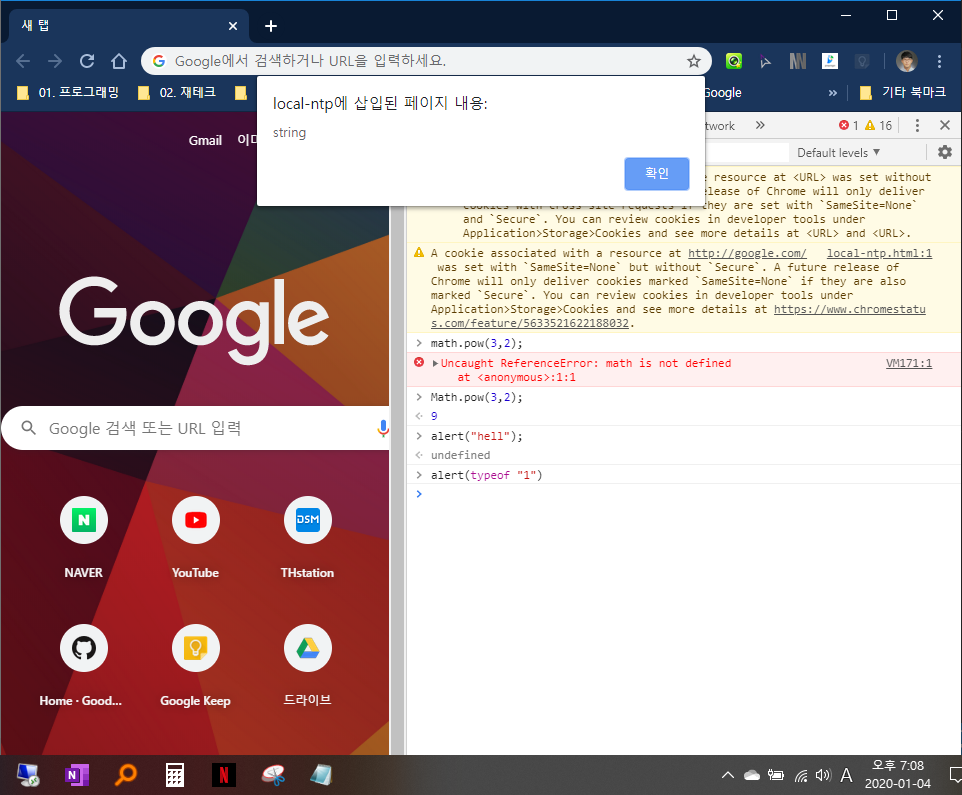 새 탭
Google에서 검색하거나 URL을 입력하세요.
01. 프로그래밍
02. 재테크
Google
»
기타 북마크
local-ntp에 삽입된 페이지 내용:
string
확인
Gmail
twork
»
1
16
Default levels ▼
resource at <URL> was set without
elease of Chrome will only deliver
cookies with cross-site requests if they are set with `SameSite=None`
and `Secure`. You can review cookies in developer tools under
Application>Storage>Cookies and see more details at <URL> and <URL>.
A cookie associated with a resource at http://google.com/ local-ntp.html:1
was set with `SameSite=None` but without `Secure`. A future release of
Chrome will only deliver cookies marked `SameSite=None` if they are also
marked `Secure`. You can review cookies in developer tools under
Application>Storage>Cookies and see more details at https://www.chromestatu
s.com/feature/5633521622188032.
> math.pow(3,2);
▶Uncaught ReferenceError: math is not defined VM171:1
at <anonymous>:1:1
> Math.pow(3,2);
< 9
> alert("hell");
< undefined
> alert(typeof "1")
>
Google
Google 검색 또는 URL 입력
N
DSM
NAVER
YouTube
THstation
Home · Good...
Google Keep
드라이브
N
N
A
오후 7:08
2020-01-04